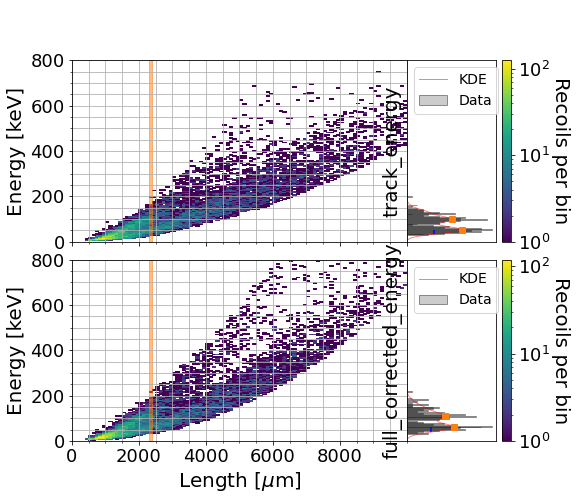 800
600
400
200
0
Energy [keV]
track_energy
KDE
Data
10²
10¹
10⁰
Recoils per bin
800
600
400
200
0
Energy [keV]
full_corrected_energy
KDE
Data
10²
10¹
10⁰
Recoils per bin
0 2000 4000 6000 8000
Length [μm]